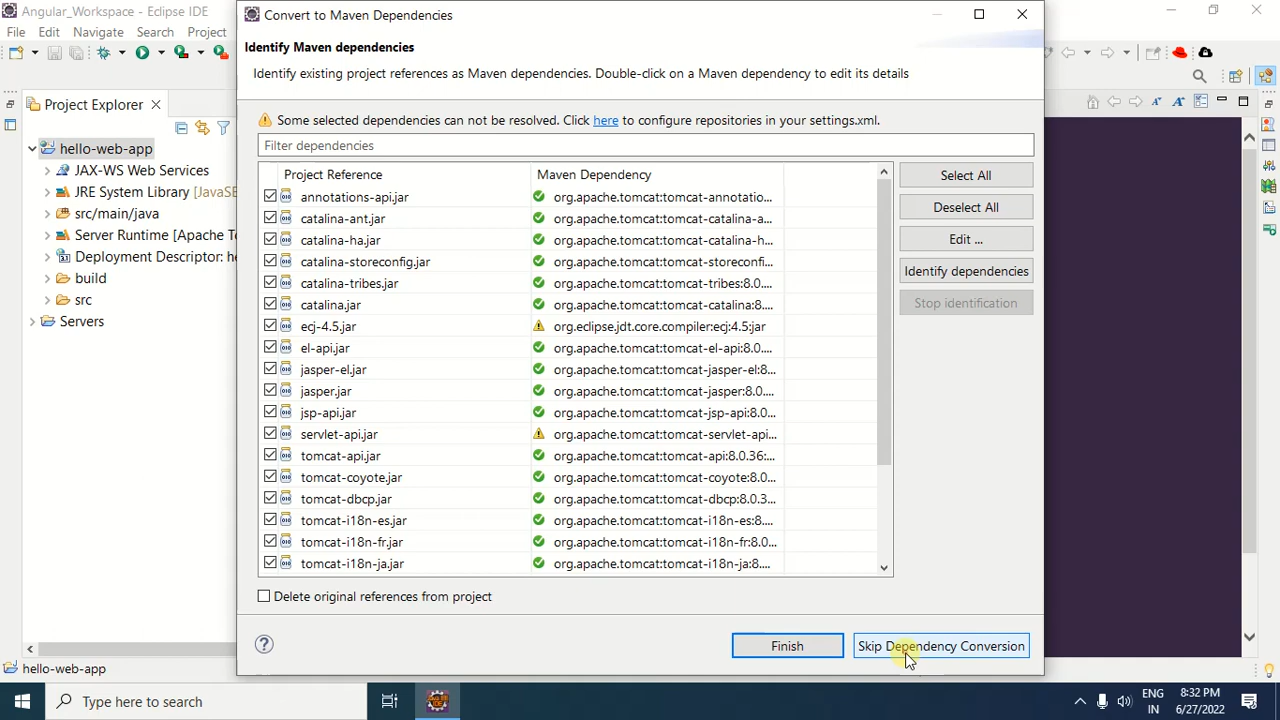 Angular_Workspace - Eclipse IDE
File Edit Navigate Search Project
Project Explorer
hello-web-app
JAX-WS Web Services
JRE System Library [JavaSE
src/main/java
Server Runtime [Apache To
Deployment Descriptor: he
build
src
Servers
hello-web-app
Convert to Maven Dependencies
Identify Maven dependencies
Identify existing project references as Maven dependencies. Double-click on a Maven dependency to edit its details
Some selected dependencies can not be resolved. Click here to configure repositories in your settings.xml.
Filter dependencies
Project Reference Maven Dependency
annotations-api.jar org.apache.tomcat:tomcat-annotatio...
catalina-ant.jar org.apache.tomcat:tomcat-catalina-a...
catalina-ha.jar org.apache.tomcat:tomcat-catalina-h...
catalina-storeconfig.jar org.apache.tomcat:tomcat-storeconfi...
catalina-tribes.jar org.apache.tomcat:tomcat-tribes:8.0...
catalina.jar org.apache.tomcat:tomcat-catalina:8....
ecj-4.5.jar org.eclipse.jdt.core.compiler:ecj:4.5:jar
el-api.jar org.apache.tomcat:tomcat-el-api:8.0....
jasper-el.jar org.apache.tomcat:tomcat-jasper-el:8...
jasper.jar org.apache.tomcat:tomcat-jasper:8.0....
jsp-api.jar org.apache.tomcat:tomcat-jsp-api:8.0...
servlet-api.jar org.apache.tomcat:tomcat-servlet-api...
tomcat-api.jar org.apache.tomcat:tomcat-api:8.0.36:...
tomcat-coyote.jar org.apache.tomcat:tomcat-coyote:8.0...
tomcat-dbcp.jar org.apache.tomcat:tomcat-dbcp:8.0.3...
tomcat-i18n-es.jar org.apache.tomcat:tomcat-i18n-es:8....
tomcat-i18n-fr.jar org.apache.tomcat:tomcat-i18n-fr:8.0...
tomcat-i18n-ja.jar org.apache.tomcat:tomcat-i18n-ja:8....
Select All
Deselect All
Edit ...
Identify dependencies
Stop identification
Delete original references from project
Finish Skip Dependency Conversion
Type here to search
ENG
IN
8:32 PM
6/27/2022